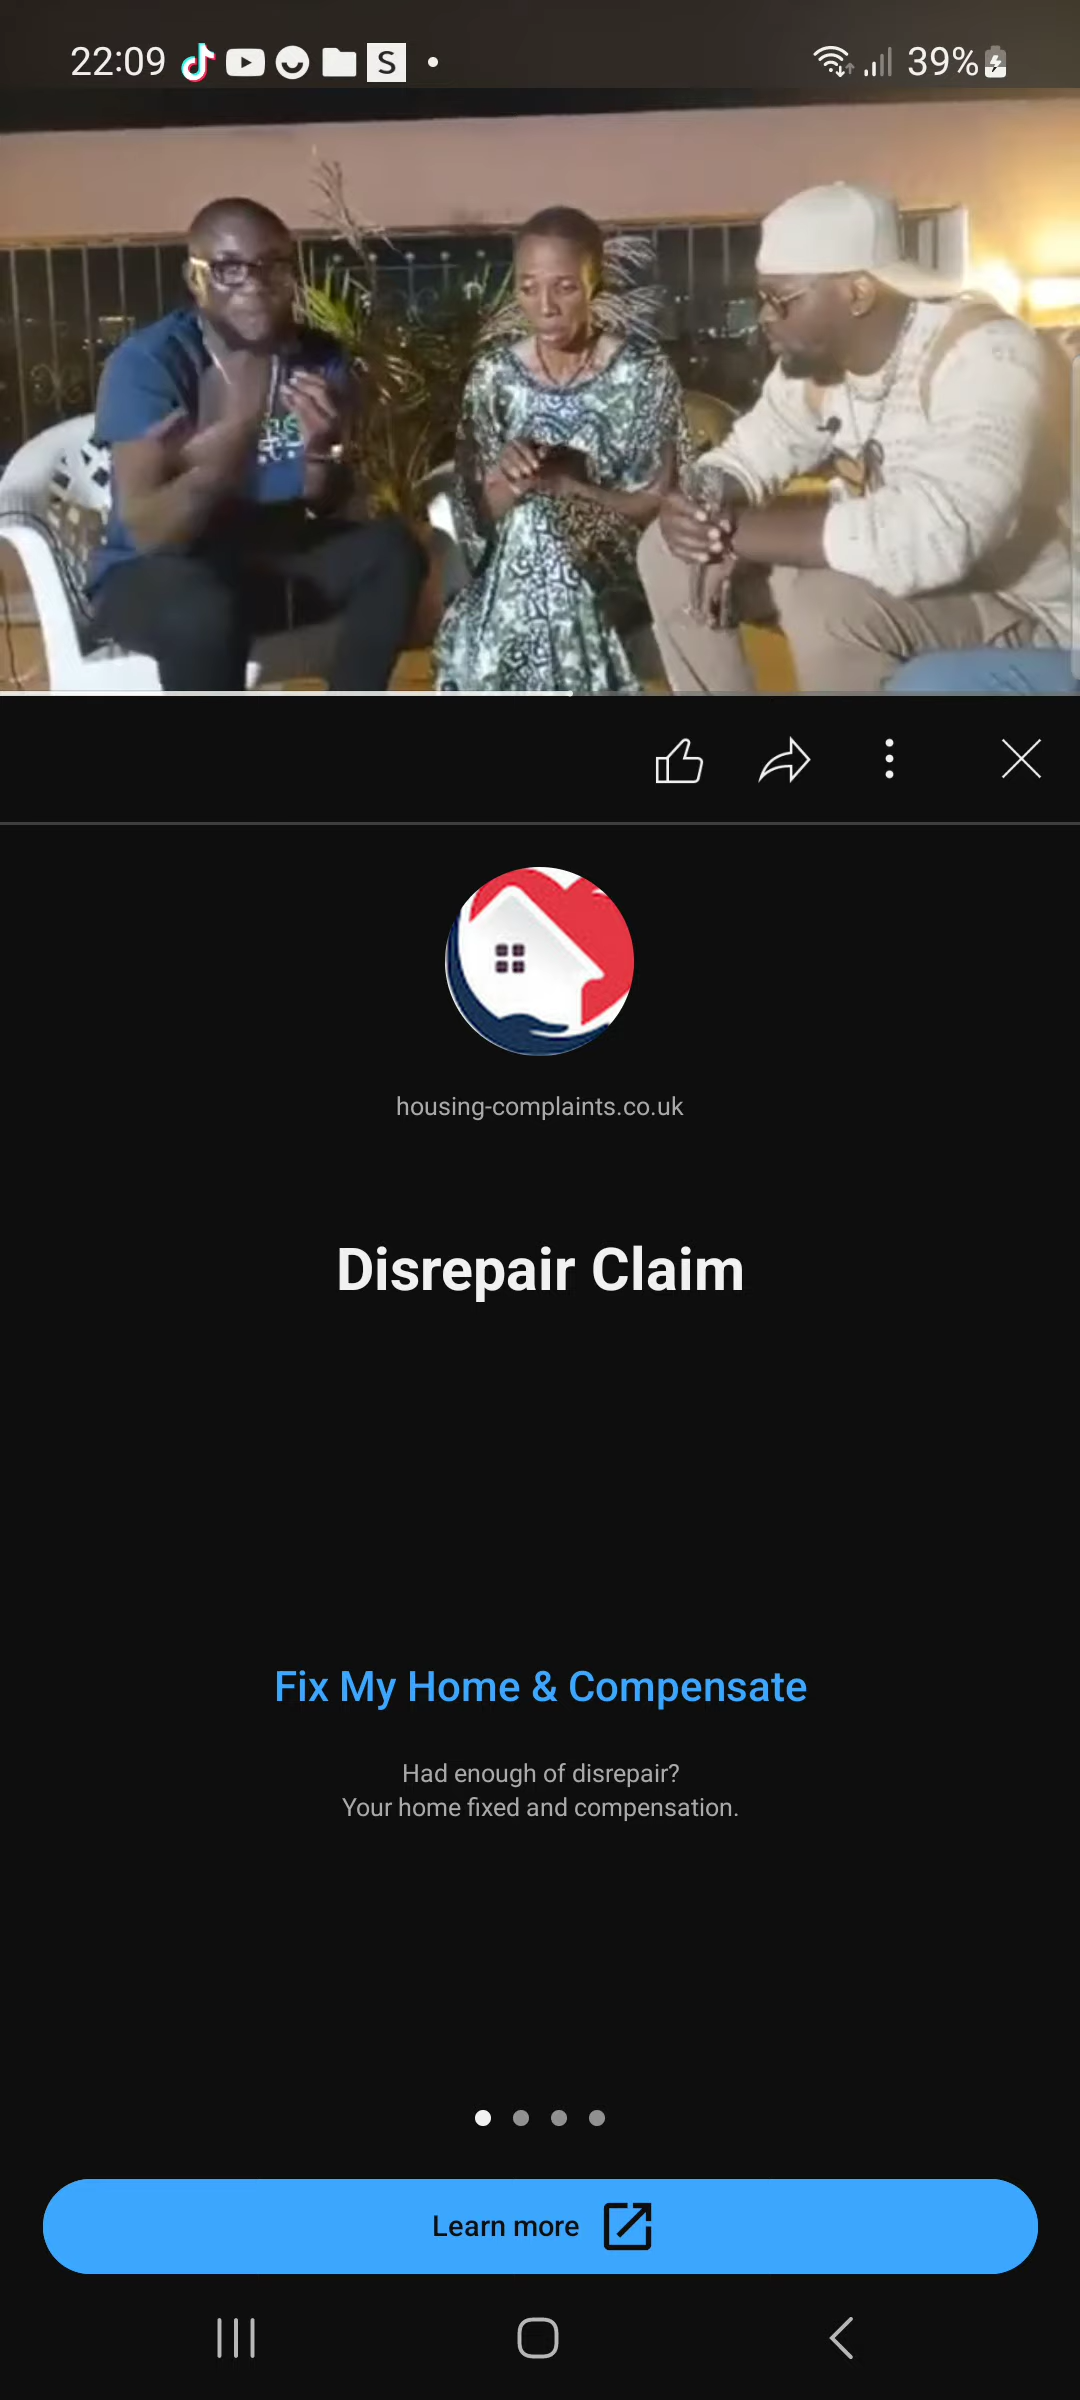 22:09
S
39%
housing-complaints.co.uk
Disrepair Claim
Fix My Home & Compensate
Had enough of disrepair?
Your home fixed and compensation.
Learn more